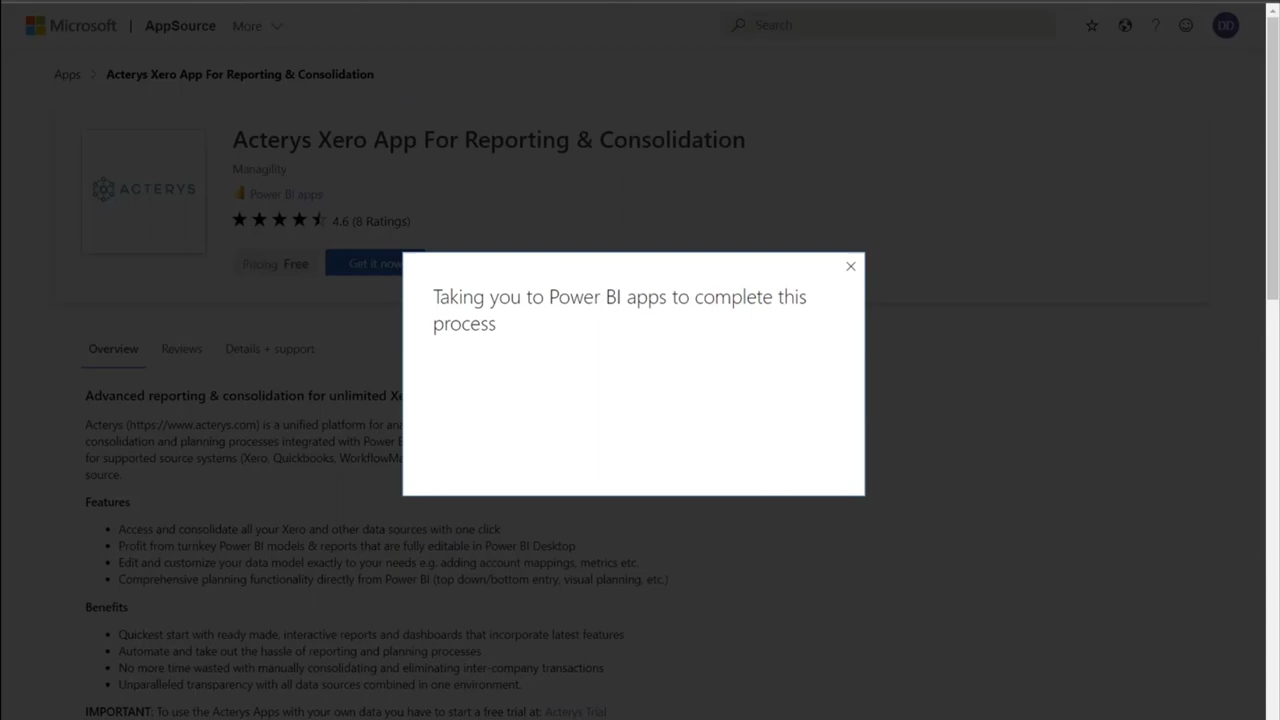 Microsoft | AppSource More Search ? DD
Apps > Acterys Xero App For Reporting & Consolidation
Acterys Xero App For Reporting & Consolidation
Managility
ACTERYS
Power BI apps
4.6 (8 Ratings)
Pricing Free Get it now
Taking you to Power BI apps to complete this
process
Overview Reviews Details + support
Advanced reporting & consolidation for unlimited
Acterys (https://www.acterys.com) is a unified platform for
consolidation and planning processes integrated with Power
for supported source systems (Xero, Quickbooks,
source.
Features
• Access and consolidate all your Xero and other data sources with one click
• Profit from turnkey Power BI models & reports that are fully editable in Power BI Desktop
• Edit and customize your data model exactly to your needs e.g. adding account mappings, metrics etc.
• Comprehensive planning functionality directly from Power BI (top down/bottom entry, visual planning, etc.)
Benefits
• Quickest start with ready made, interactive reports and dashboards that incorporate latest features
• Automate and take out the hassle of reporting and planning processes
• No more time wasted with manually consolidating and eliminating inter-company transactions
• Unparalleled transparency with all data sources combined in one environment.
IMPORTANT: To use the Acterys Apps with your own data you have to start a free trial at: Acterys Trial